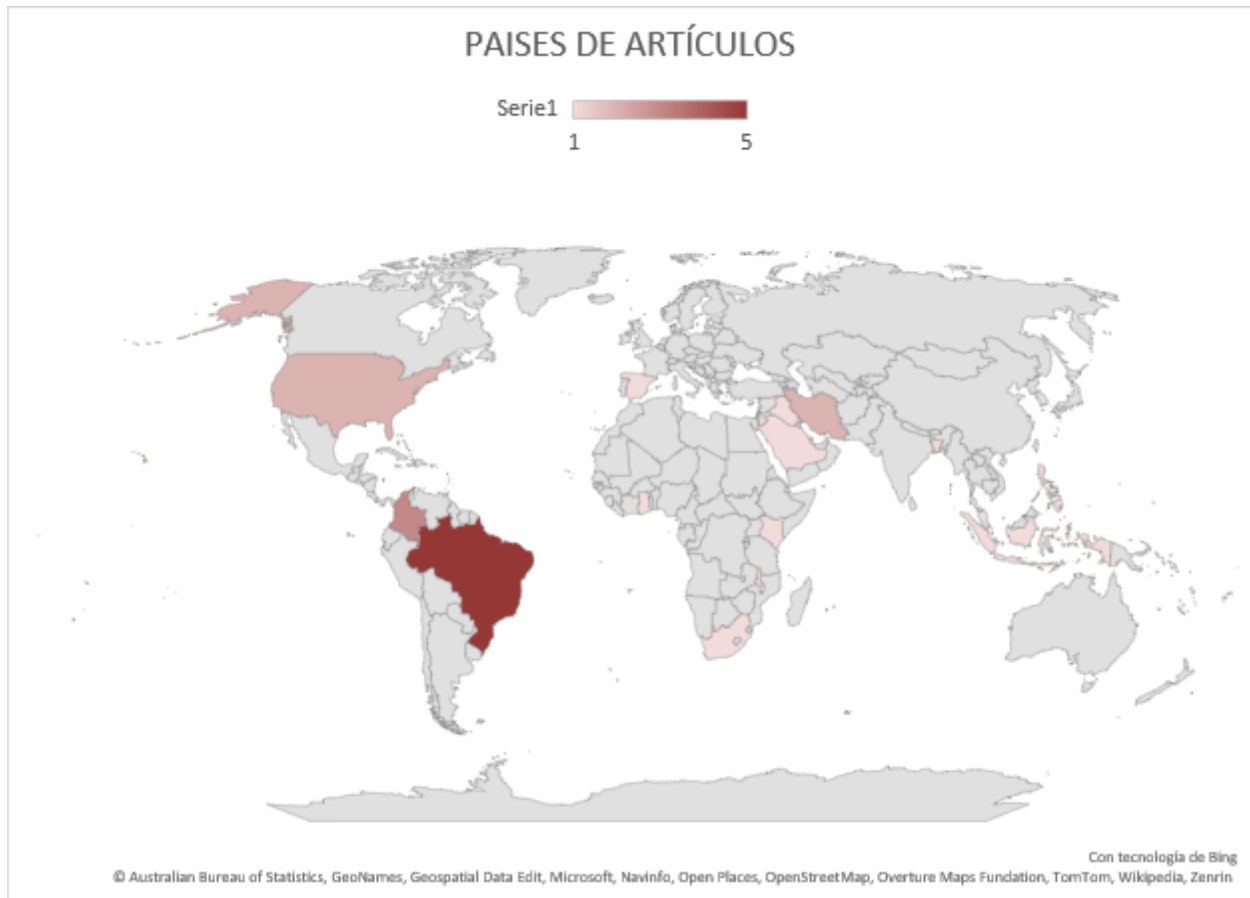 PAISES DE ARTÍCULOS
Serie1
1 5
Con tecnología de Bing
© Australian Bureau of Statistics, GeoNames, Geospatial Data Edit, Microsoft, Navinfo, Open Places, OpenStreetMap, Overture Maps Fundation, TomTom, Wikipedia, Zenrin